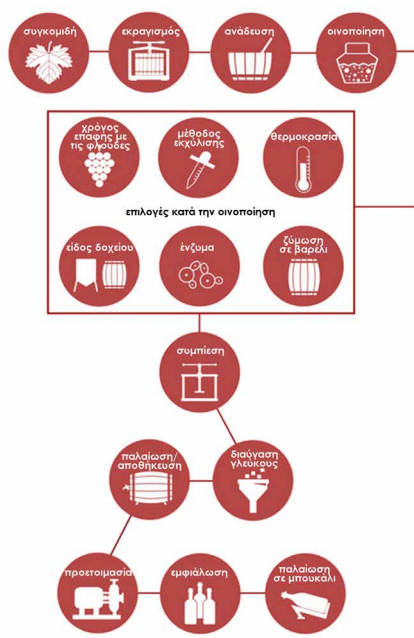 συγκομιδή
εκραγισμός
ανάδευση
οινοποίηση
χρόγος
επαφής με
τις φλούδες
μέθοδος
εκχύλισης
θερμοκρασία
επιλογές κατά την οινοποίηση
είδος δοχείου
ένζυμα
ζύμωση
σε βαρέλι
συμπίεση
παλαίωση/
αποθήκευση
διαύγαση
γλεύκους
προετοιμασία
εμφιάλωση
παλαίωση
σε μπουκάλι